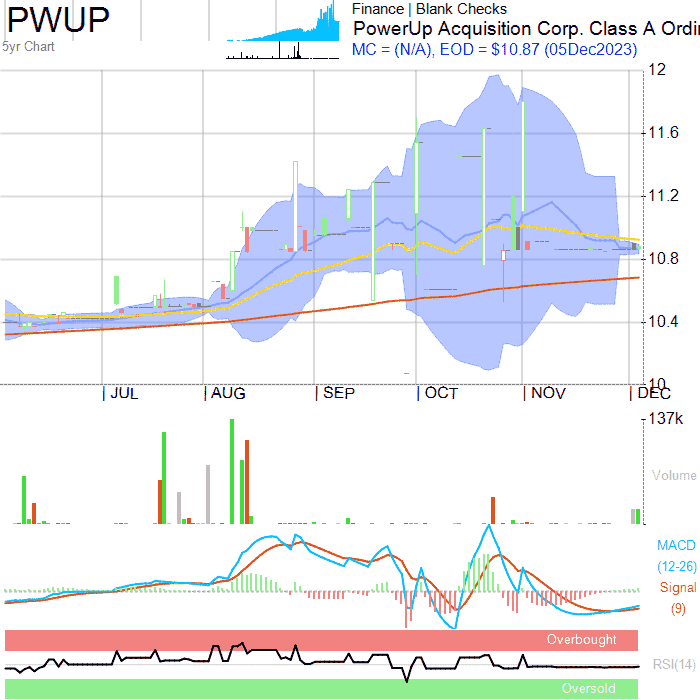 PWUP
Finance | Blank Checks
PowerUp Acquisition Corp. Class A Ordi
MC = (N/A), EOD = $10.87 (05Dec2023)
5yr Chart
12
11.6
11.2
10.8
10.4
10
JUL AUG SEP OCT NOV DEC
137k
Volume
MACD
(12-26)
Signal
(9)
Overbought
RSI(14)
Oversold